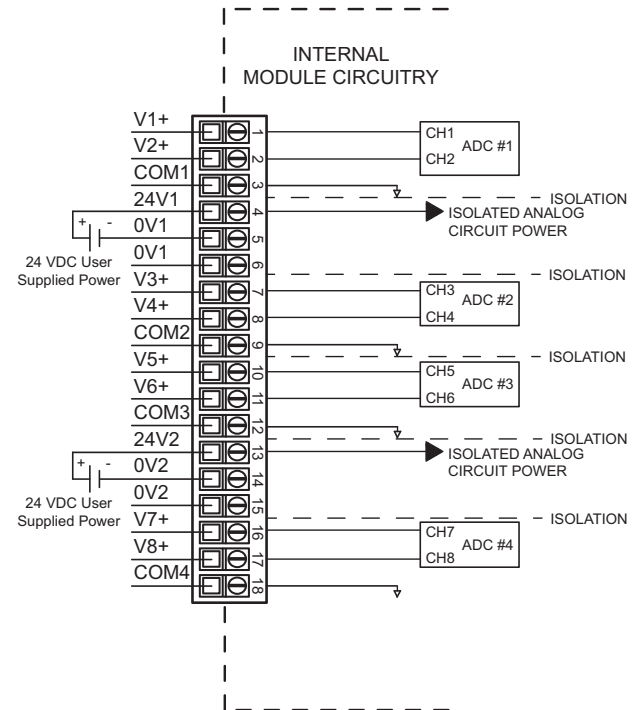 INTERNAL
MODULE CIRCUITRY
V1+
1
CH1
ADC #1
V2+
2
CH2
COM1
3
ISOLATION
24V1
4
ISOLATED ANALOG
CIRCUIT POWER
+
-
0V1
5
24 VDC User
Supplied Power
0V1
6
ISOLATION
V3+
7
CH3
ADC #2
V4+
8
CH4
COM2
9
ISOLATION
V5+
10
CH5
ADC #3
V6+
11
CH6
COM3
12
ISOLATION
24V2
13
ISOLATED ANALOG
CIRCUIT POWER
+
-
0V2
14
24 VDC User
Supplied Power
0V2
15
ISOLATION
V7+
16
CH7
ADC #4
V8+
17
CH8
COM4
18